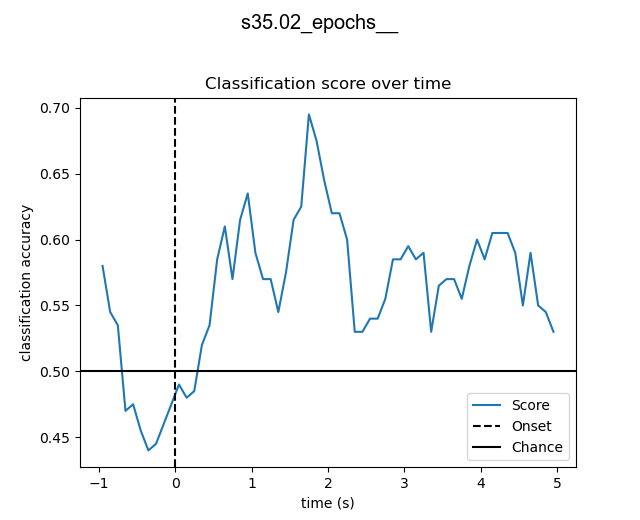 s35.02_epochs__
Classification score over time
classification accuracy
0.70
0.65
0.60
0.55
0.50
0.45
−1
0
1
2
3
4
5
time (s)
Score
Onset
Chance